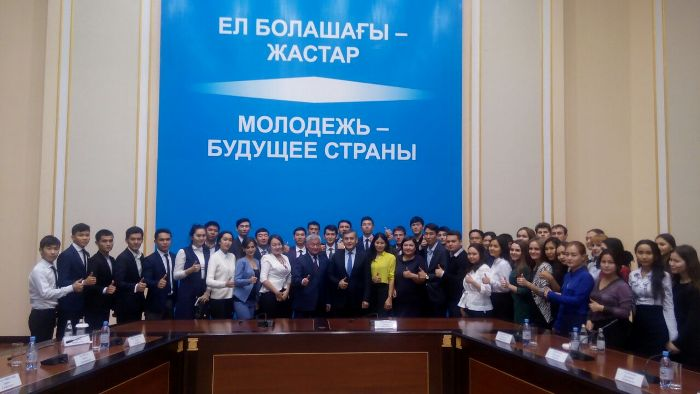 ЕЛ БОЛАШАҒЫ –
ЖАСТАР
МОЛОДЕЖЬ –
БУДУЩЕЕ СТРАНЫ